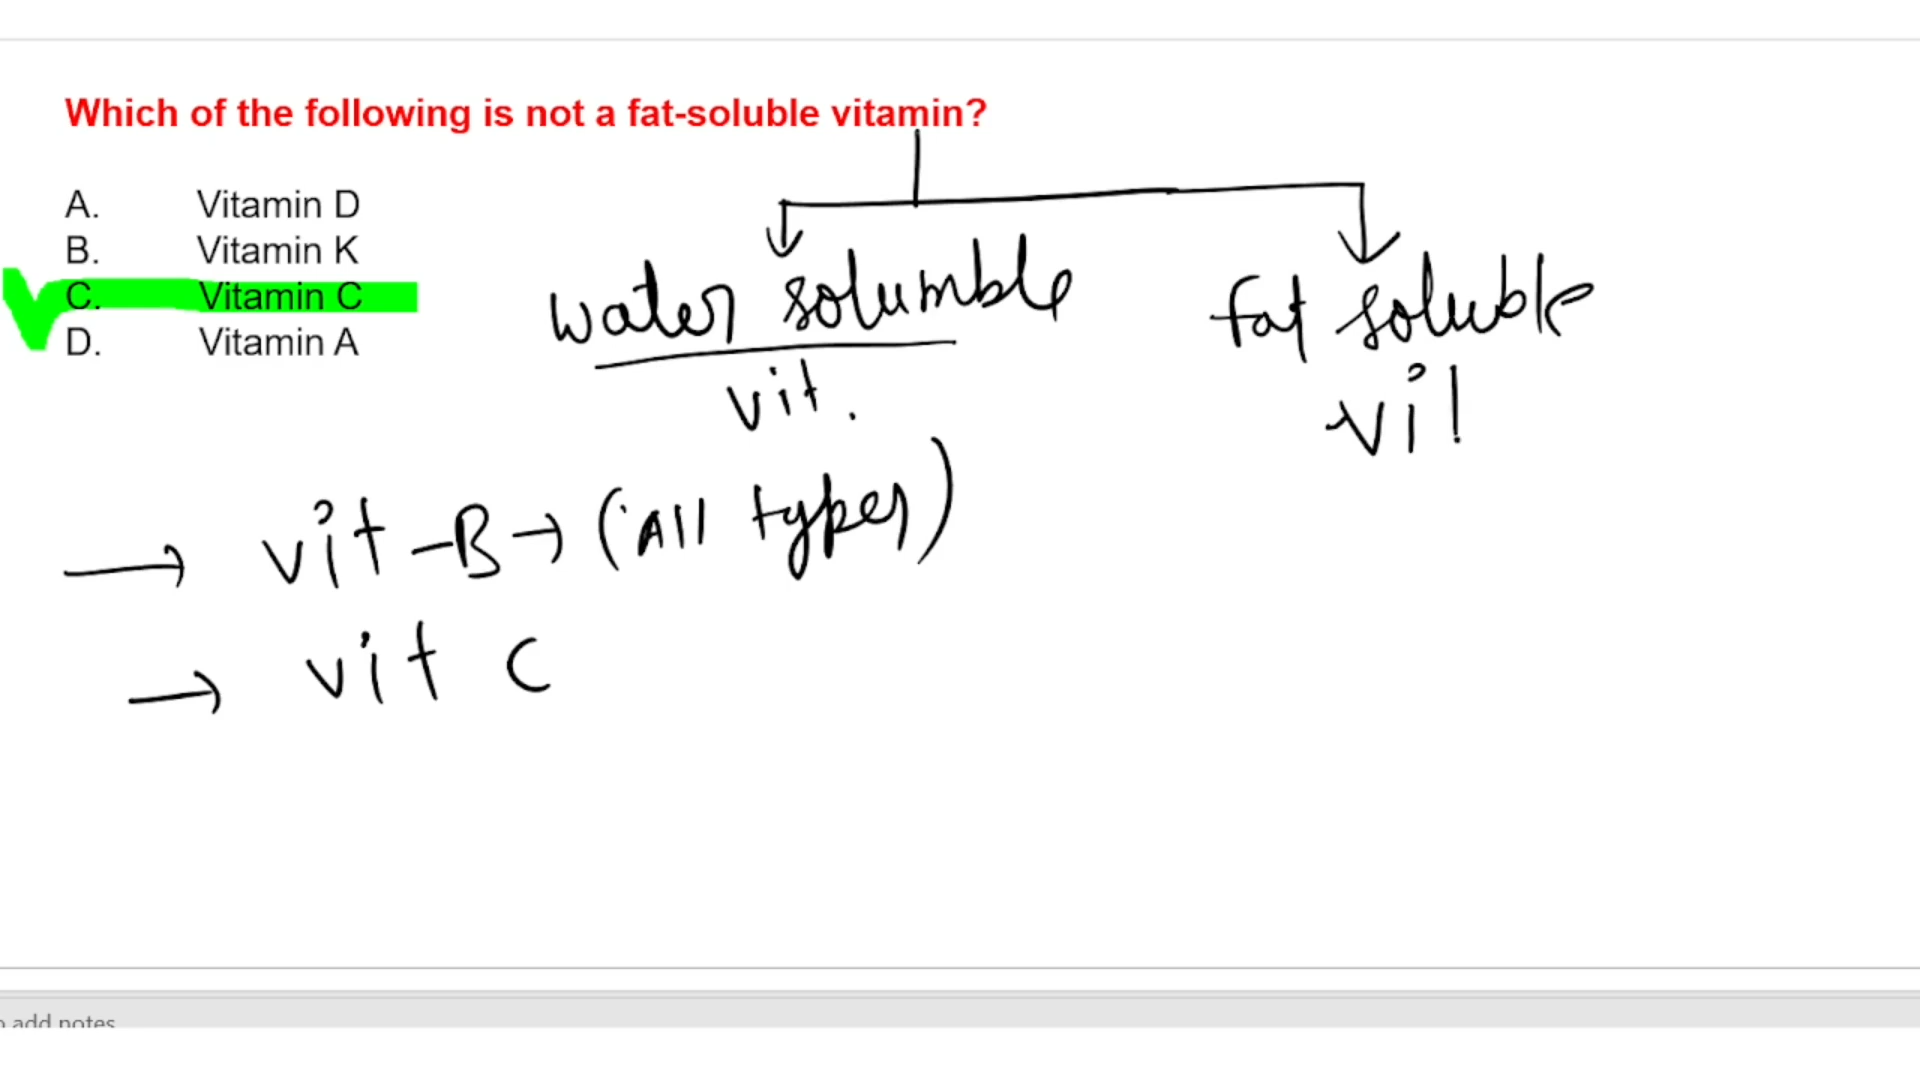 Which of the following is not a fat-soluble vitamin?
A. Vitamin D
B. Vitamin K
C. Vitamin C
D. Vitamin A
water solumble
vit.
fat soluble
vit
→ vit-B→ (All types)
→ vit C
add notes